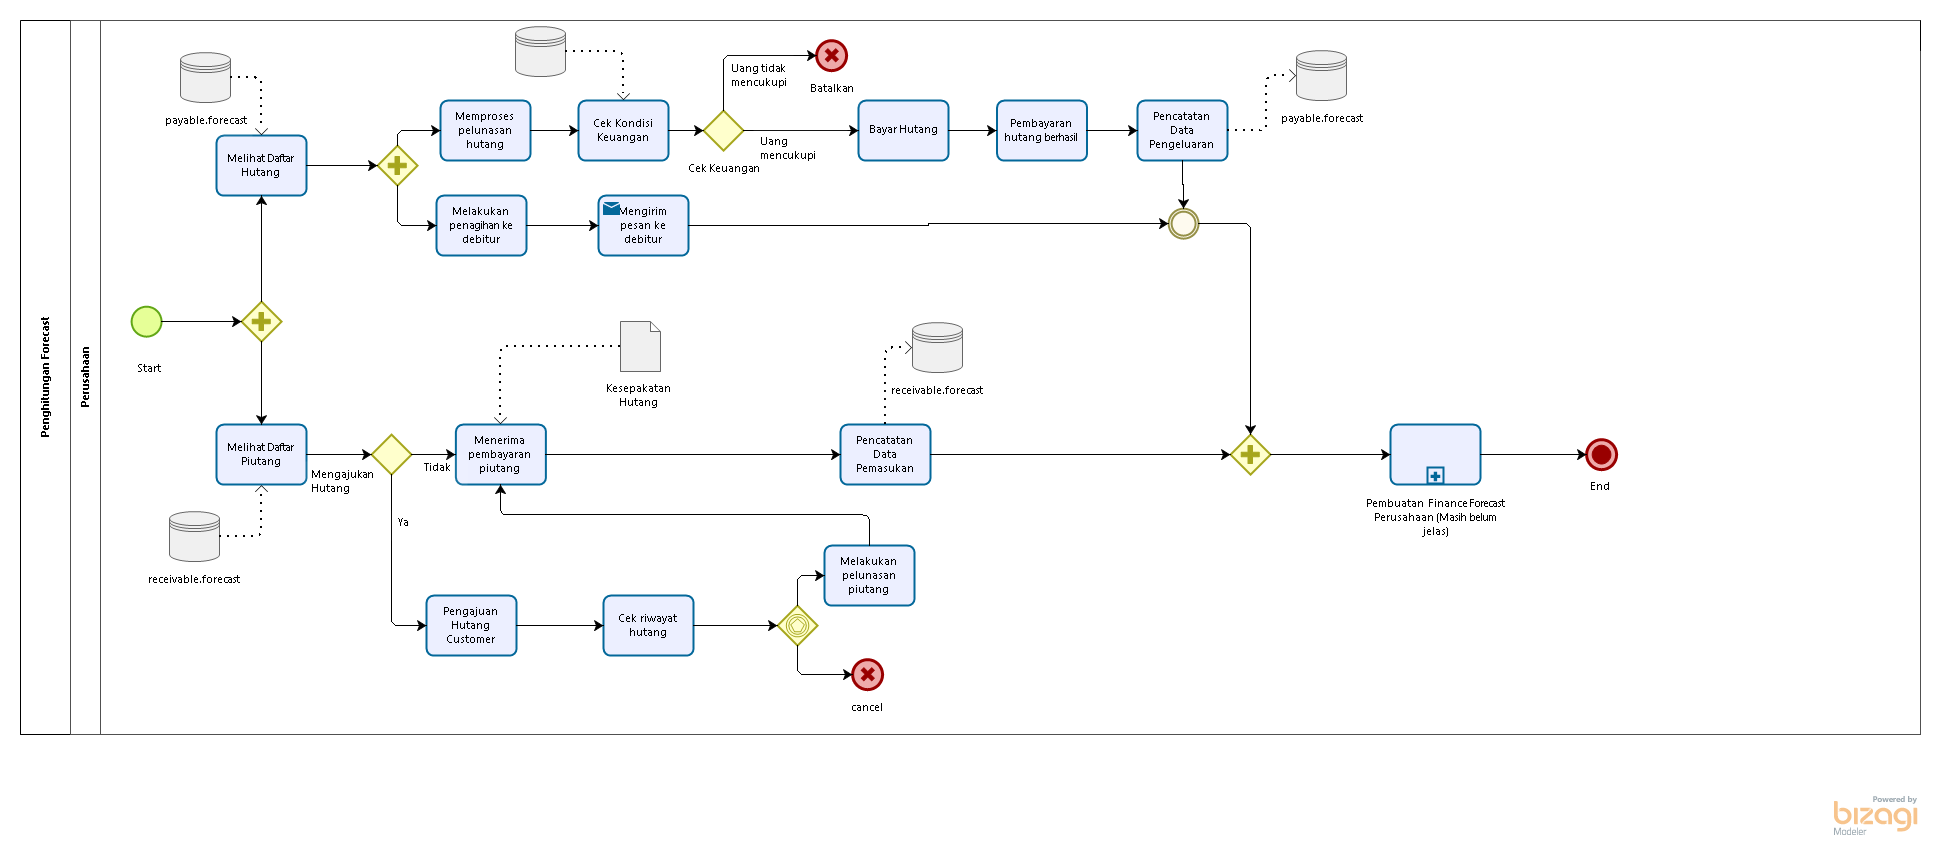 Penghitungan Forecast
Perusahaan
payable.forecast
Melihat Daftar
Hutang
Memproses
pelunasan
hutang
Cek Kondisi
Keuangan
Uang tidak
mencukupi
Batalkan
Uang
mencukupi
Cek Keuangan
Bayar Hutang
Pembayaran
hutang berhasil
Pencatatan
Data
Pengeluaran
payable.forecast
Melakukan
penagihan ke
debitur
Mengirim
pesan ke
debitur
Start
Kesepakatan
Hutang
receivable.forecast
Melihat Daftar
Piutang
Mengajukan
Hutang
Tidak
Menerima
pembayaran
piutang
Pencatatan
Data
Pemasukan
Pembuatan Finance Forecast
Perusahaan (Masih belum
jelas)
End
Ya
receivable.forecast
Melakukan
pelunasan
piutang
Pengajuan
Hutang
Customer
Cek riwayat
hutang
cancel
Powered by
bizagi
Modeler